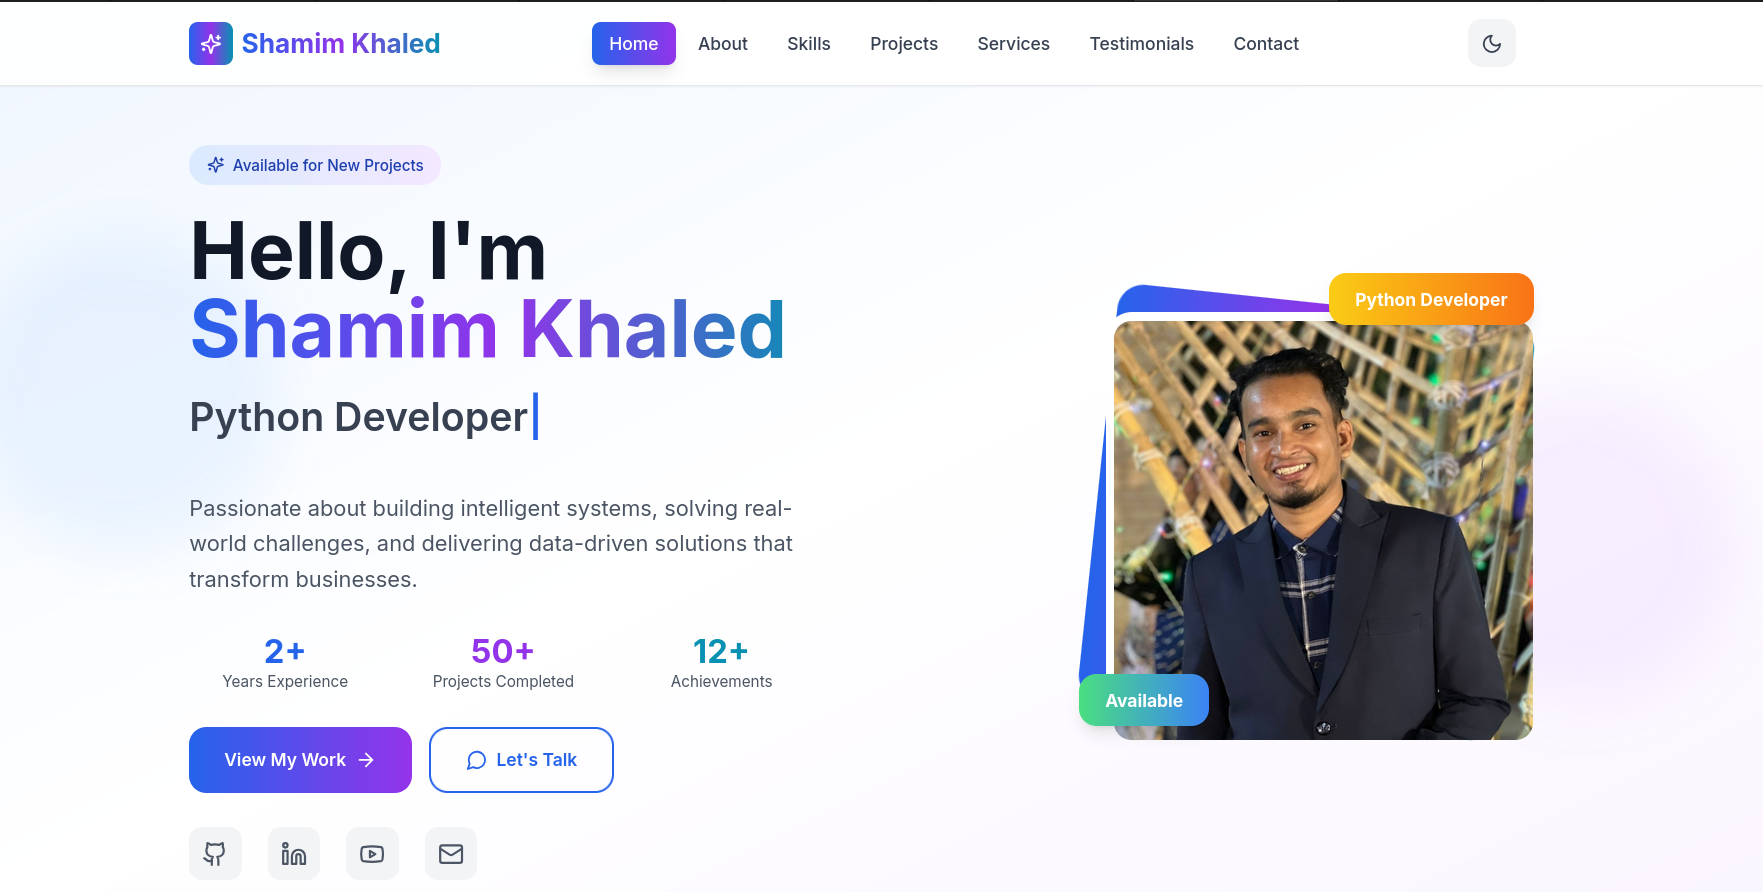 Shamim Khaled
Home
About
Skills
Projects
Services
Testimonials
Contact
Available for New Projects
Hello, I'm
Shamim Khaled
Python Developer
Passionate about building intelligent systems, solving real-
world challenges, and delivering data-driven solutions that
transform businesses.
2+
Years Experience
50+
Projects Completed
12+
Achievements
View My Work
Let's Talk
Python Developer
Available